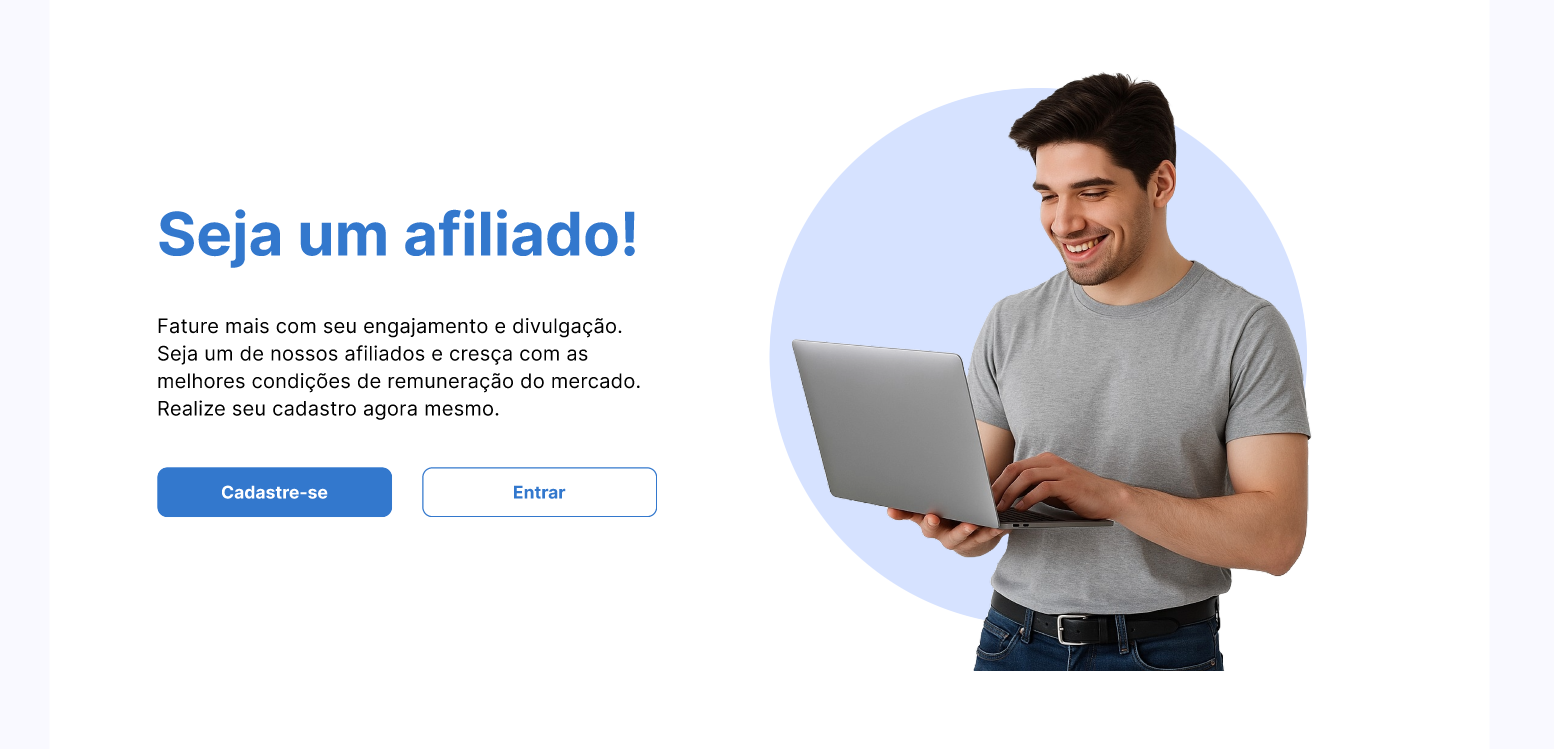 Seja um afiliado!
Fature mais com seu engajamento e divulgação.
Seja um de nossos afiliados e cresça com as
melhores condições de remuneração do mercado.
Realize seu cadastro agora mesmo.
Cadastre-se
Entrar